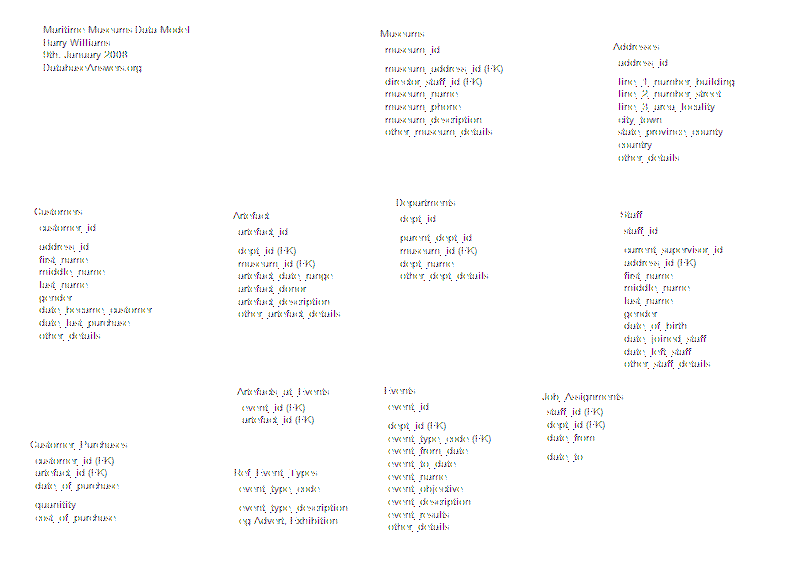 Maritime Museums Data Model
Barry Williams
9th. January 2008
DatabaseAnswers.org
Museums
museum_id
museum_address_id (FK)
director_staff_id (FK)
museum_name
museum_phone
museum_description
other_museum_details
Addresses
address_id
line_1_number_building
line_2_number_street
line_3_area_locality
city_town
state_province_county
country
other_details
Customers
customer_id
address_id
first_name
middle_name
last_name
gender
date_became_customer
date_last_purchase
other_details
Artefact
artefact_id
dept_id (FK)
museum_id (FK)
artefact_date_range
artefact_donor
artefact_description
other_artefact_details
Departments
dept_id
parent_dept_id
museum_id (FK)
dept_name
other_dept_details
Staff
staff_id
current_supervisor_id
address_id (FK)
first_name
middle_name
last_name
gender
date_of_birth
date_joined_staff
date_left_staff
other_staff_details
Artefacts_at_Events
event_id (FK)
artefact_id (FK)
Events
event_id
dept_id (FK)
event_type_code (FK)
event_from_date
event_to_date
event_name
event_objective
event_description
event_results
other_details
Job_Assignments
staff_id (FK)
dept_id (FK)
date_from
date_to
Customer_Purchases
customer_id (FK)
artefact_id (FK)
date_of_purchase
quanitity
cost_of_purchase
Ref_Event_Types
event_type_code
event_type_description
eg Advert, Exhibition